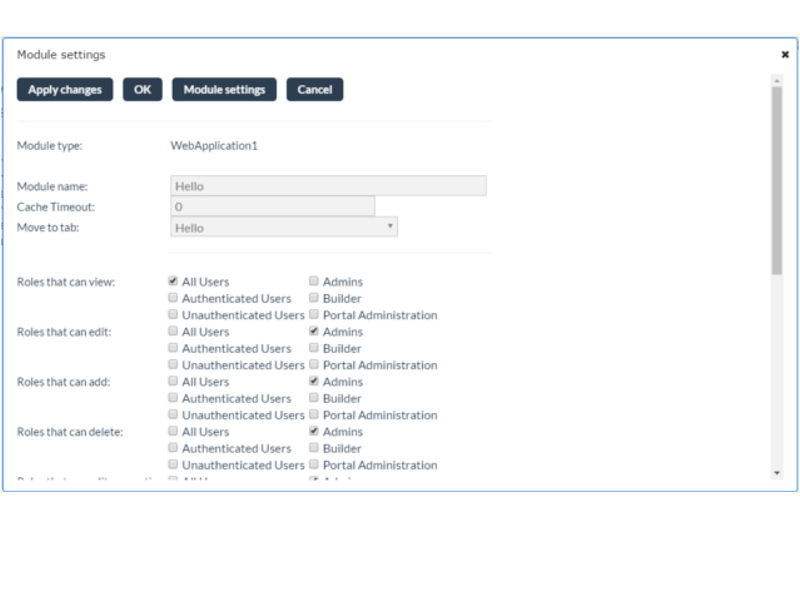 Module settings
Apply changes OK Module settings Cancel
Module type: WebApplication1
Module name: Hello
Cache Timeout: 0
Move to tab: Hello
Roles that can view: All Users Admins
Authenticated Users Builder
Unauthenticated Users Portal Administration
Roles that can edit: All Users Admins
Authenticated Users Builder
Unauthenticated Users Portal Administration
Roles that can add: All Users Admins
Authenticated Users Builder
Unauthenticated Users Portal Administration
Roles that can delete: All Users Admins
Authenticated Users Builder
Unauthenticated Users Portal Administration